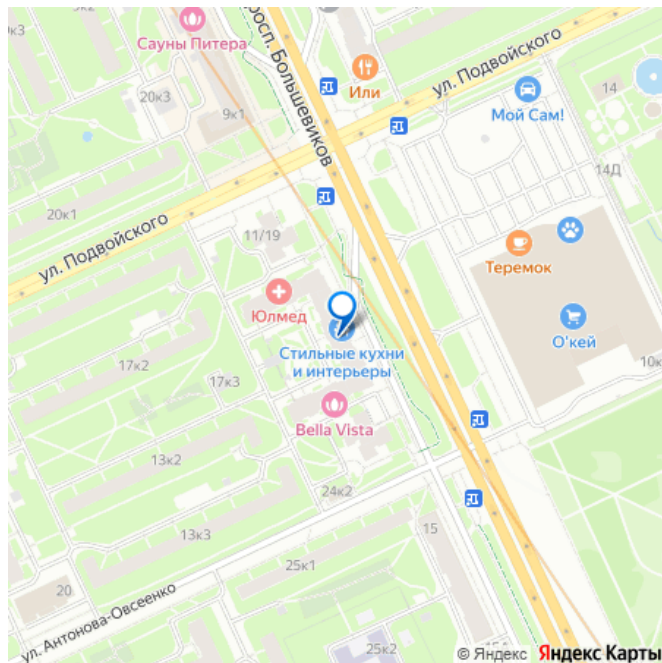 9к3
Сауны Питера
просп. Большевиков
Или
ул. Подвойского
Мой Сам!
14
20к3
9к1
14Д
20к1
ул. Подвойского
11/19
Теремок
Юлмед
О'кей
Стильные кухни
и интерьеры
17к2
17к3
Bella Vista
13к2
24к2
13к3
15
25к1
20
ул. Антонова-Овсеенко
25к2
© Яндекс Яндекс Карты